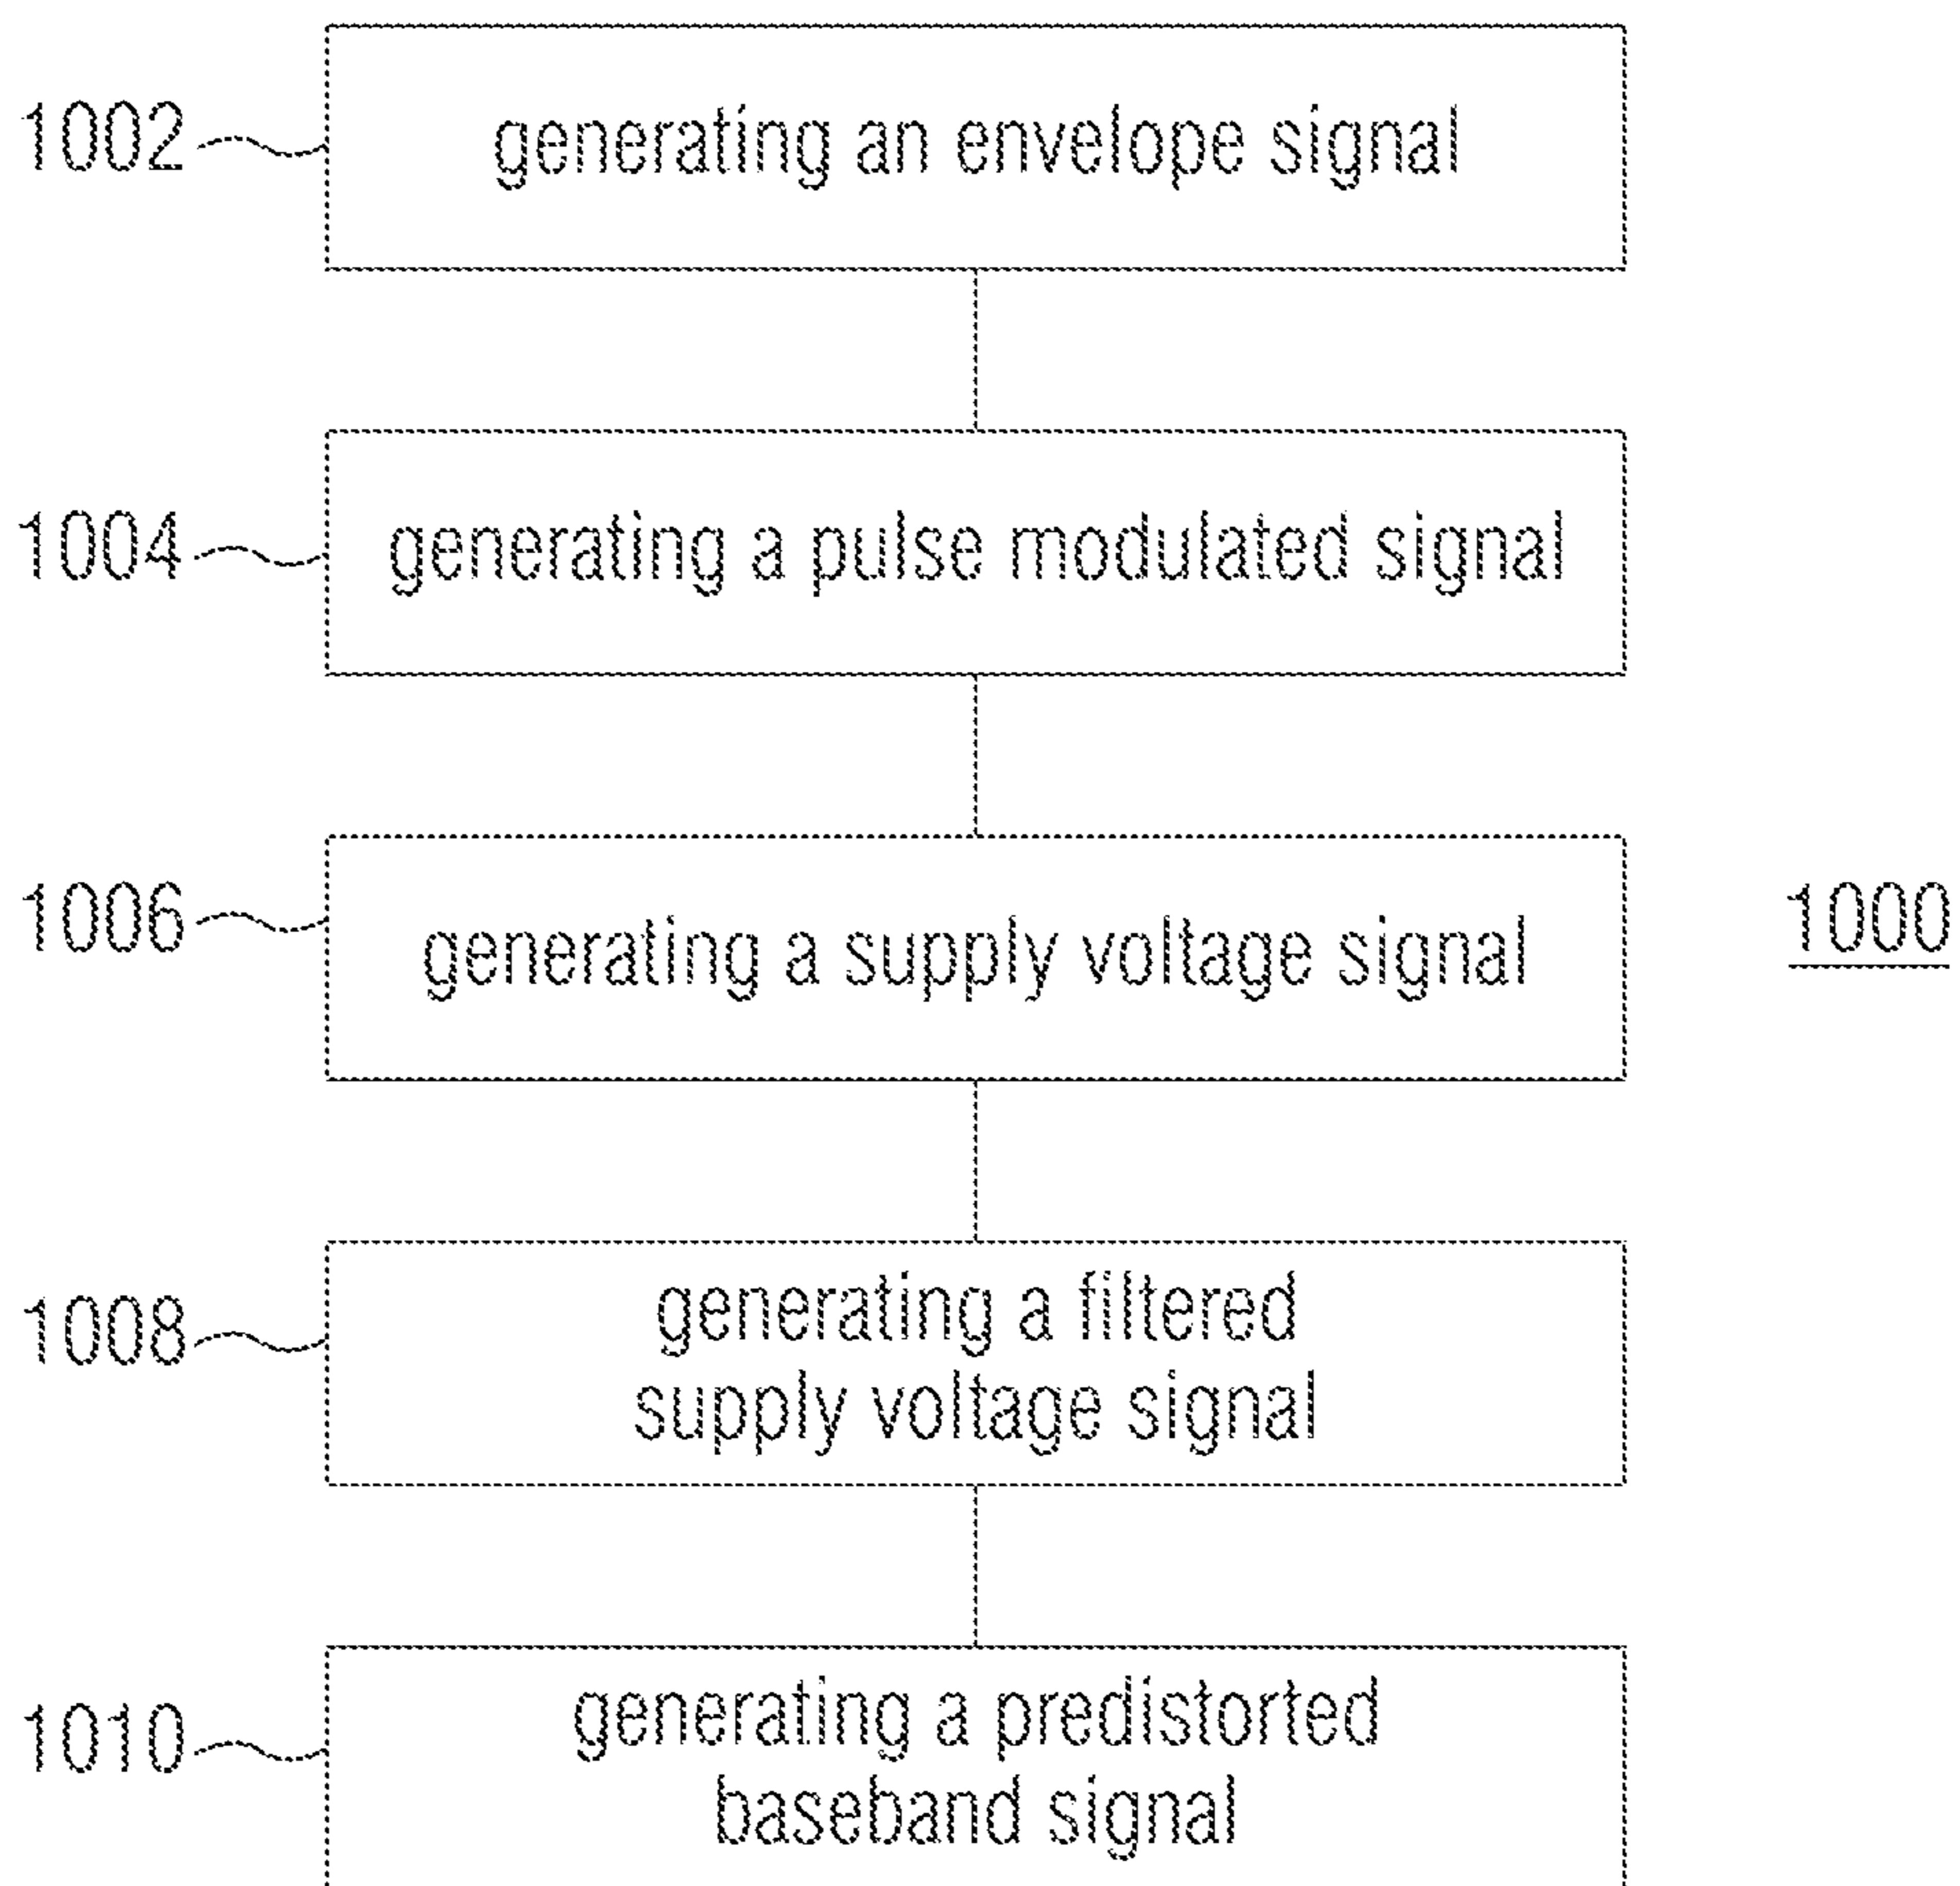 1002 generating an envelope signal
1004 generating a pulse modulated signal
1006 generating a supply voltage signal
1000
1008 generating a filtered
supply voltage signal
1010 generating a predistorted
baseband signal